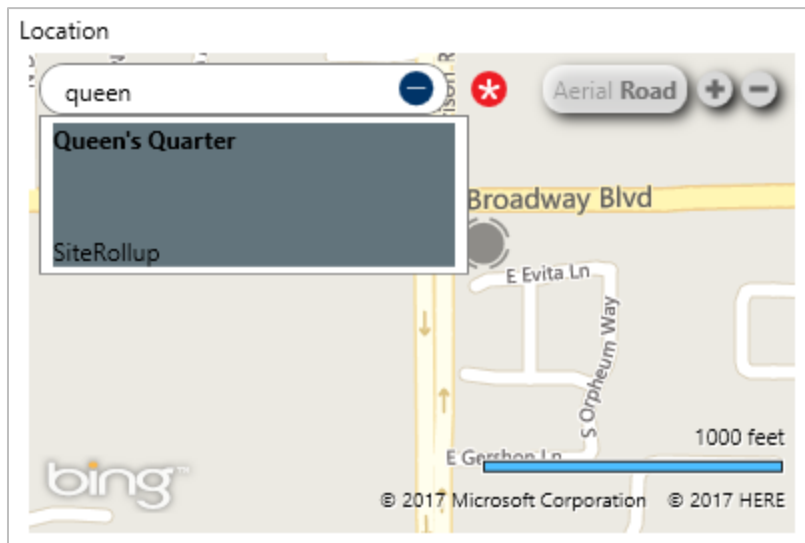 Location
queen
Aerial Road
Queen's Quarter
SiteRollup
Broadway Blvd
E Evita Ln
S Orpheum Way
1000 feet
E Gershon Ln
bing™
© 2017 Microsoft Corporation © 2017 HERE